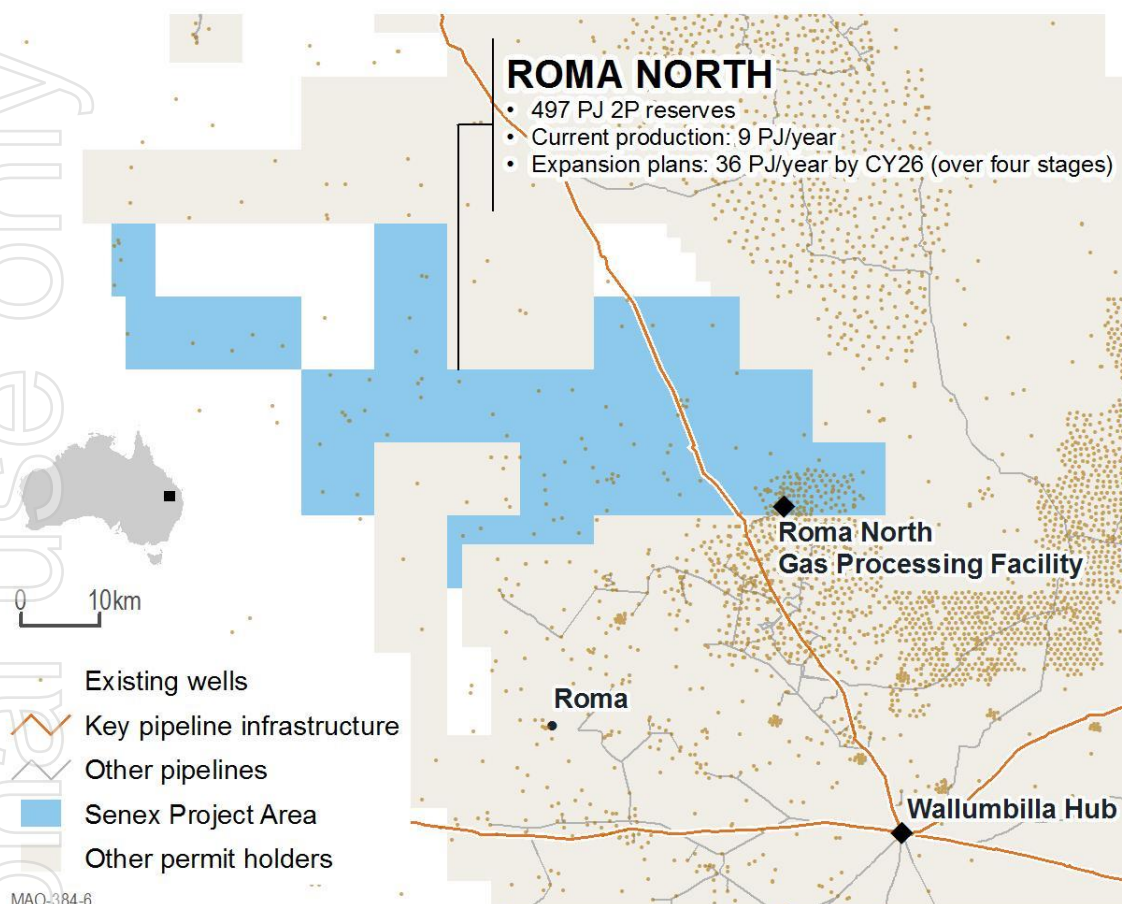 ROMA NORTH
• 497 PJ 2P reserves
• Current production: 9 PJ/year
• Expansion plans: 36 PJ/year by CY26 (over four stages)
Roma North
Gas Processing Facility
0 10km
Existing wells
Key pipeline infrastructure
Other pipelines
Senex Project Area
Other permit holders
Roma
Wallumbilla Hub
MAO-384-6
use only